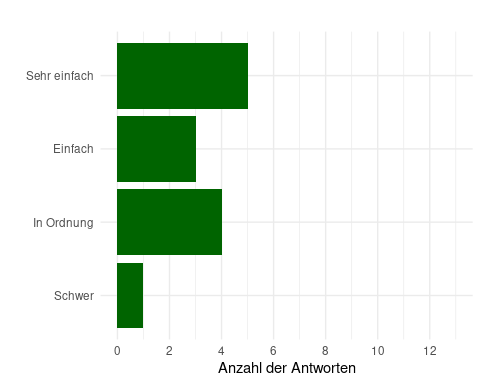 Sehr einfach
Einfach
In Ordnung
Schwer
0 2 4 6 8 10 12
Anzahl der Antworten